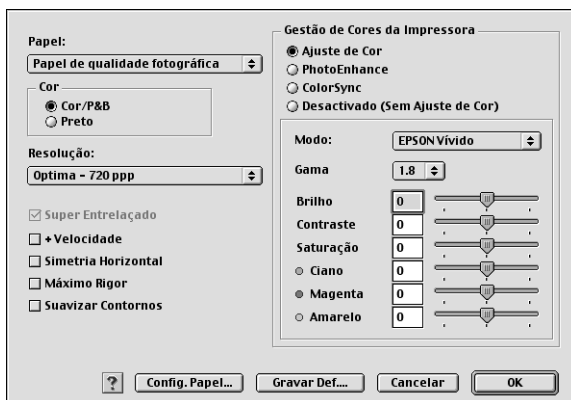 Papel:
Papel de qualidade fotográfica
Cor
Cor/P&B
Preto
Resolução:
Optima - 720 ppp
Super Entrelaçado
+ Velocidade
Simetria Horizontal
Máximo Rigor
Suavizar Contornos
Gestão de Cores da Impressora
Ajuste de Cor
PhotoEnhance
ColorSync
Desactivado (Sem Ajuste de Cor)
Modo: EPSON Vívido
Gama 1.8
Brilho 0
Contraste 0
Saturação 0
Ciano 0
Magenta 0
Amarelo 0
? Config. Papel... Gravar Def.... Cancelar OK